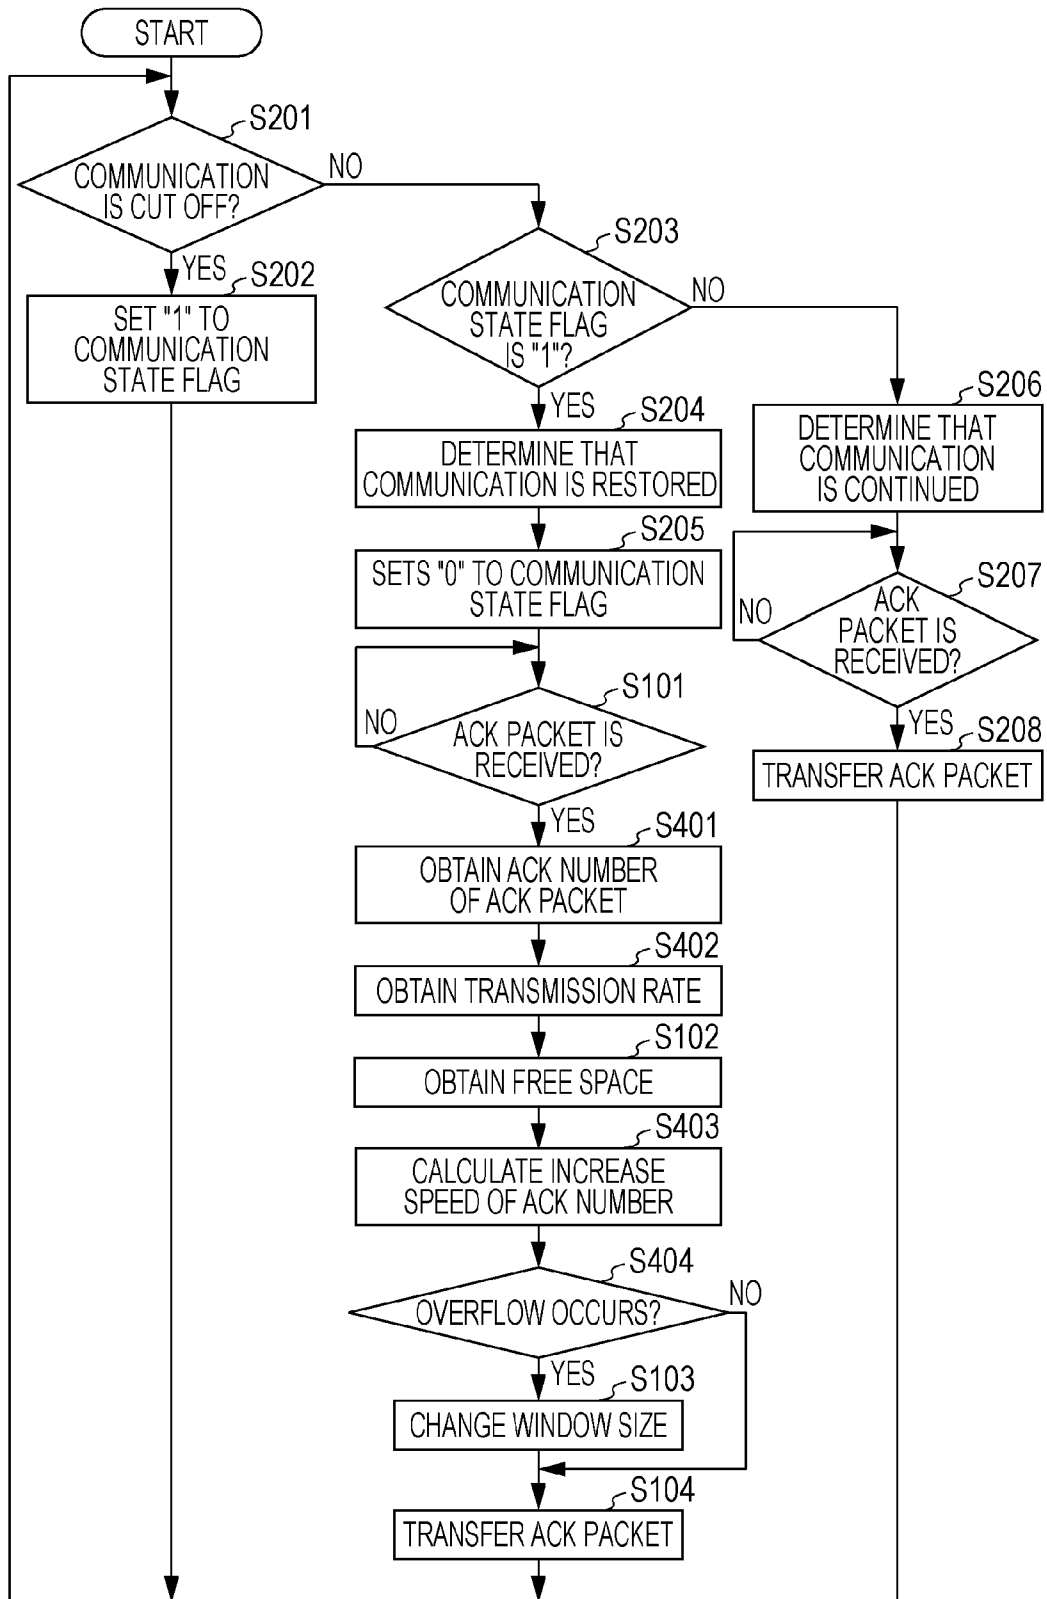 START
S201
COMMUNICATION
IS CUT OFF?
NO
YES
S202
SET "1" TO
COMMUNICATION
STATE FLAG
S203
COMMUNICATION
STATE FLAG
IS "1"?
NO
YES
S204
DETERMINE THAT
COMMUNICATION IS RESTORED
S205
SETS "0" TO COMMUNICATION
STATE FLAG
S206
DETERMINE THAT
COMMUNICATION
IS CONTINUED
S207
ACK
PACKET IS
RECEIVED?
NO
YES
S208
TRANSFER ACK PACKET
S101
ACK PACKET IS
RECEIVED?
NO
YES
S401
OBTAIN ACK NUMBER
OF ACK PACKET
S402
OBTAIN TRANSMISSION RATE
S102
OBTAIN FREE SPACE
S403
CALCULATE INCREASE
SPEED OF ACK NUMBER
S404
OVERFLOW OCCURS?
NO
YES
S103
CHANGE WINDOW SIZE
S104
TRANSFER ACK PACKET